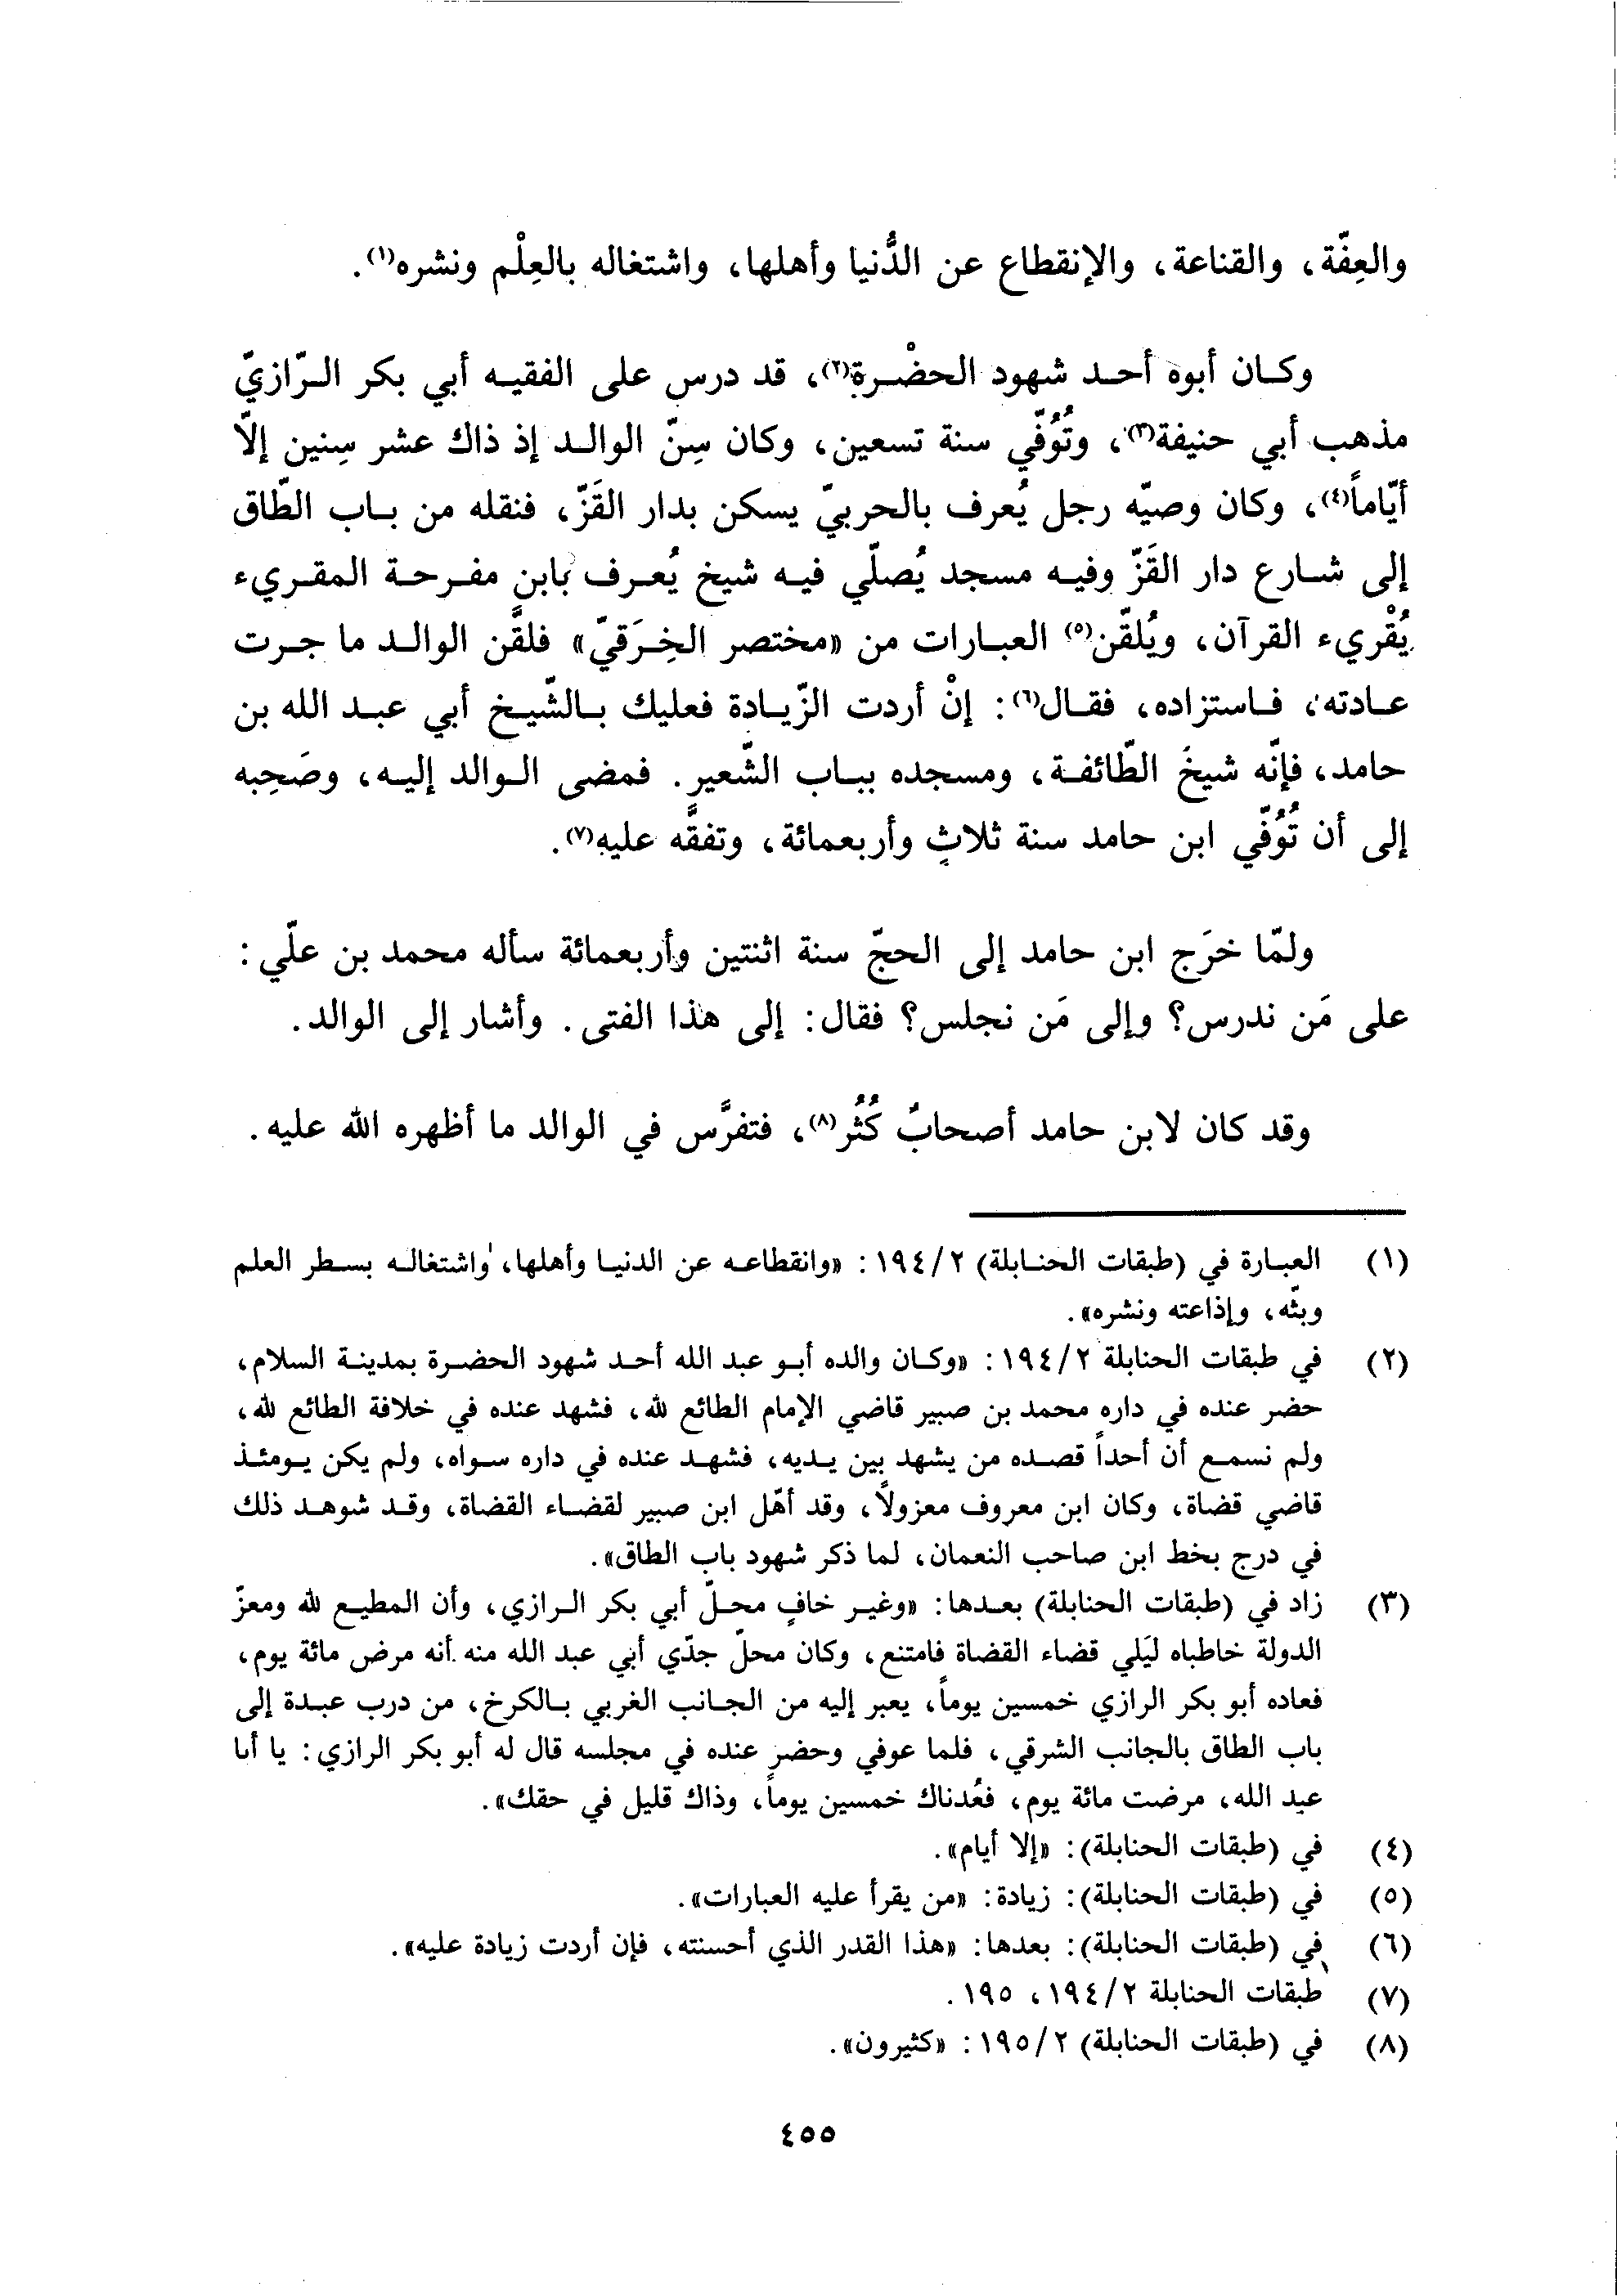 والعِفّة، والقناعة، والإنقطاع عن الدُّنيا وأهلها، واشتغاله بالعِلْم ونشره(١).
وكان أبوه أحد شهود الحضْرة(٢)، قد درس على الفقيه أبي بكر الرّازيّ
مذهب أبي حنيفة(٣)، وتُوُفّي سنة تسعين، وكان سِنّ الوالد إذ ذاك عشر سِنين إلاّ
أيّاماً(٤)، وكان وصيّه رجل يُعرف بالحربيّ يسكن بدار القَزّ، فنقله من باب الطّاق
إلى شارع دار القَزّ وفيه مسجد يُصلّي فيه شيخ يُعرف بابن مفرحة المقريء
يُقْريء القرآن، ويُلقّن(٥) العبارات من «مختصر الخِرَقيّ» فلقَّن الوالد ما جرت
عادته، فاستزاده، فقال(٦): إنْ أردت الزّيادة فعليك بالشّيخ أبي عبد الله بن
حامد، فإنّه شيخُ الطّائفة، ومسجده بباب الشّعير. فمضى الوالد إليه، وصَحِبه
إلى أن تُوُفّي ابن حامد سنة ثلاثٍ وأربعمائة، وتفقَّه عليه(٧).
ولمّا خرَج ابن حامد إلى الحجّ سنة اثنتين وأربعمائة سأله محمد بن علّي:
على مَن ندرس؟ وإلى مَن نجلس؟ فقال: إلى هذا الفتى. وأشار إلى الوالد.
وقد كان لابن حامد أصحابٌ كُثُر(٨)، فتفرَّس في الوالد ما أظهره الله عليه.
(١) العبارة في (طبقات الحنابلة) ١٩٤/٢: «وانقطاعه عن الدنيا وأهلها، واشتغاله بسطر العلم
وبثّه، وإذاعته ونشره».
(٢) في طبقات الحنابلة ١٩٤/٢: «وكان والده أبو عبد الله أحد شهود الحضرة بمدينة السلام،
حضر عنده في داره محمد بن صبير قاضي الإمام الطائع لله، فشهد عنده في خلافة الطائع لله،
ولم نسمع أن أحداً قصده من يشهد بين يديه، فشهد عنده في داره سواه، ولم يكن يومئذ
قاضي قضاة، وكان ابن معروف معزولاً، وقد أهّل ابن صبير لقضاء القضاة، وقد شوهد ذلك
في درج بخط ابن صاحب النعمان، لما ذكر شهود باب الطاق».
(٣) زاد في (طبقات الحنابلة) بعدها: «وغير خافٍ محلّ أبي بكر الرازي، وأن المطيع لله ومعزّ
الدولة خاطباه ليَلي قضاء القضاة فامتنع، وكان محلّ جدّي أبي عبد الله منه أنه مرض مائة يوم،
فعاده أبو بكر الرازي خمسين يوماً، يعبر إليه من الجانب الغربي بالكرخ، من درب عبدة إلى
باب الطاق بالجانب الشرقي، فلما عوفي وحضر عنده في مجلسه قال له أبو بكر الرازي: يا أبا
عبد الله، مرضت مائة يوم، فعُدناك خمسين يوماً، وذاك قليل في حقك».
(٤) في (طبقات الحنابلة): «إلا أيام».
(٥) في (طبقات الحنابلة): زيادة: «من يقرأ عليه العبارات».
(٦) في (طبقات الحنابلة): بعدها: «هذا القدر الذي أحسنته، فإن أردت زيادة عليه».
(٧) طبقات الحنابلة ١٩٤/٢، ١٩٥.
(٨) في (طبقات الحنابلة) ١٩٥/٢: «كثيرون».
٤٥٥